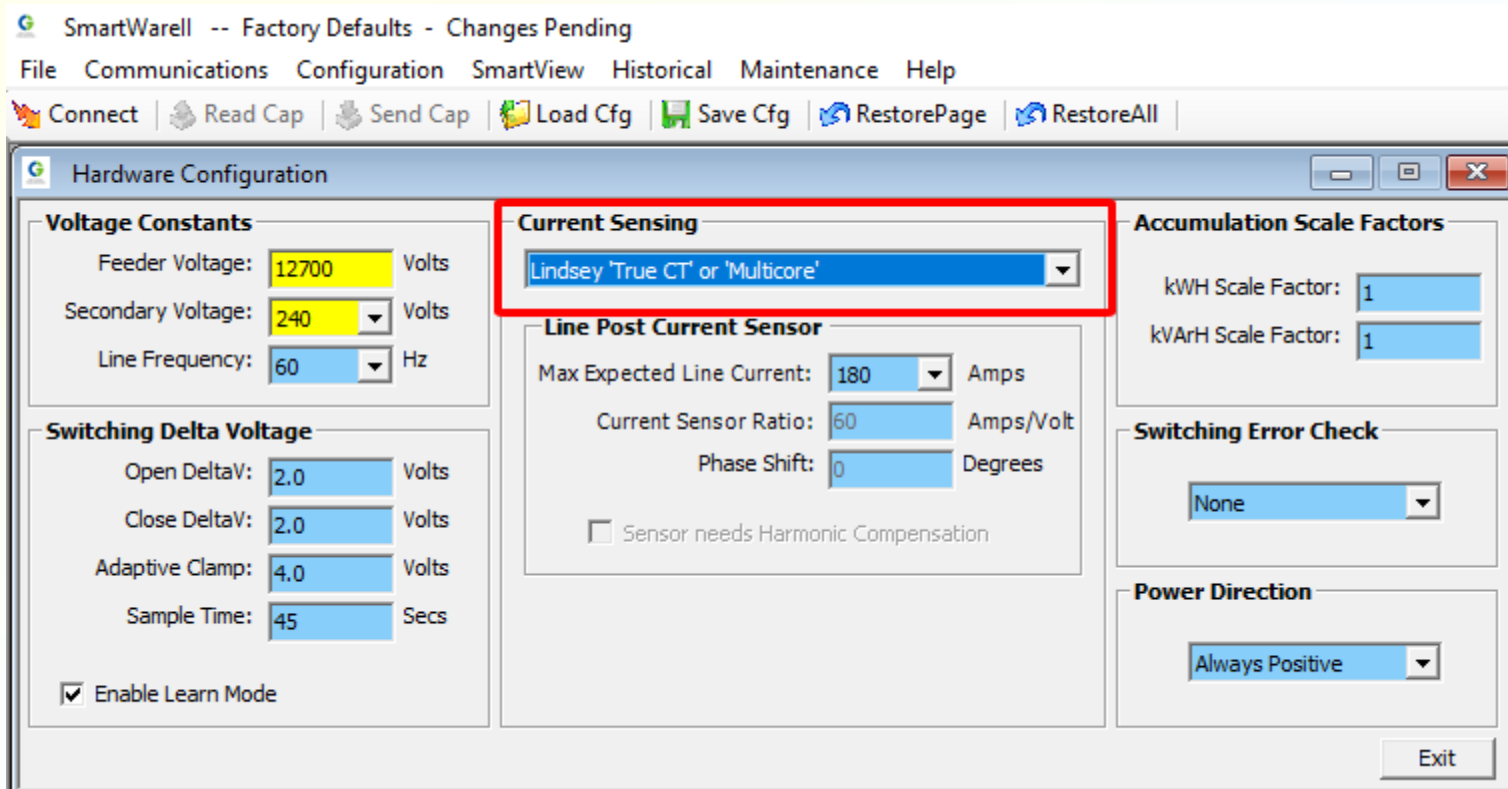 SmartWarell -- Factory Defaults - Changes Pending
File Communications Configuration SmartView Historical Maintenance Help
Connect Read Cap Send Cap Load Cfg Save Cfg RestorePage RestoreAll
Hardware Configuration
Voltage Constants
Feeder Voltage: 12700 Volts
Secondary Voltage: 240 Volts
Line Frequency: 60 Hz
Switching Delta Voltage
Open DeltaV: 2.0 Volts
Close DeltaV: 2.0 Volts
Adaptive Clamp: 4.0 Volts
Sample Time: 45 Secs
Enable Learn Mode
Current Sensing
Lindsey 'True CT' or 'Multicore'
Line Post Current Sensor
Max Expected Line Current: 180 Amps
Current Sensor Ratio: 60 Amps/Volt
Phase Shift: 0 Degrees
Sensor needs Harmonic Compensation
Accumulation Scale Factors
kWH Scale Factor: 1
kVArH Scale Factor: 1
Switching Error Check
None
Power Direction
Always Positive
Exit